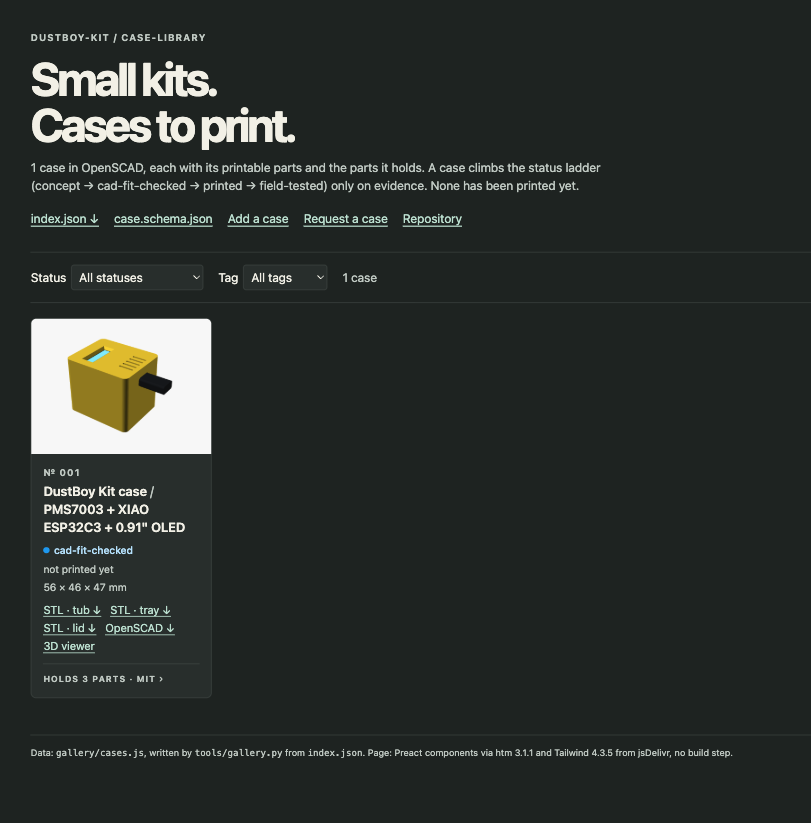 DUSTBOY-KIT / CASE-LIBRARY
Small kits.
Cases to print.
1 case in OpenSCAD, each with its printable parts and the parts it holds. A case climbs the status ladder
(concept → cad-fit-checked → printed → field-tested) only on evidence. None has been printed yet.
index.json ↓ case.schema.json Add a case Request a case Repository
Status All statuses Tag All tags 1 case
Nº 001
DustBoy Kit case /
PMS7003 + XIAO
ESP32C3 + 0.91" OLED
cad-fit-checked
not printed yet
56 × 46 × 47 mm
STL · tub ↓ STL · tray ↓
STL · lid ↓ OpenSCAD ↓
3D viewer
HOLDS 3 PARTS · MIT ›
Data: gallery/cases.js, written by tools/gallery.py from index.json. Page: Preact components via htm 3.1.1 and Tailwind 4.3.5 from jsDelivr, no build step.